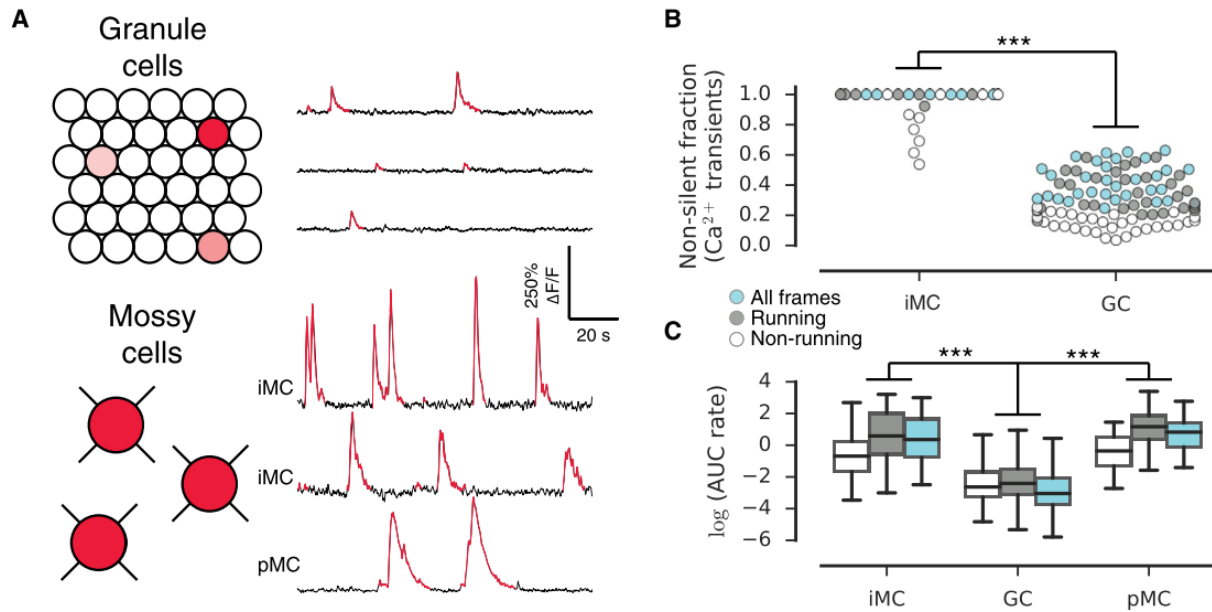 A
Granule
cells
250%
ΔF/F
20 s
Mossy
cells
iMC
iMC
pMC
B
***
Non-silent fraction
(Ca²⁺ transients)
1.0
0.8
0.6
0.4
0.2
0.0
iMC
GC
All frames
Running
Non-running
C
***
***
log (AUC rate)
4
2
0
−2
−4
−6
iMC
GC
pMC